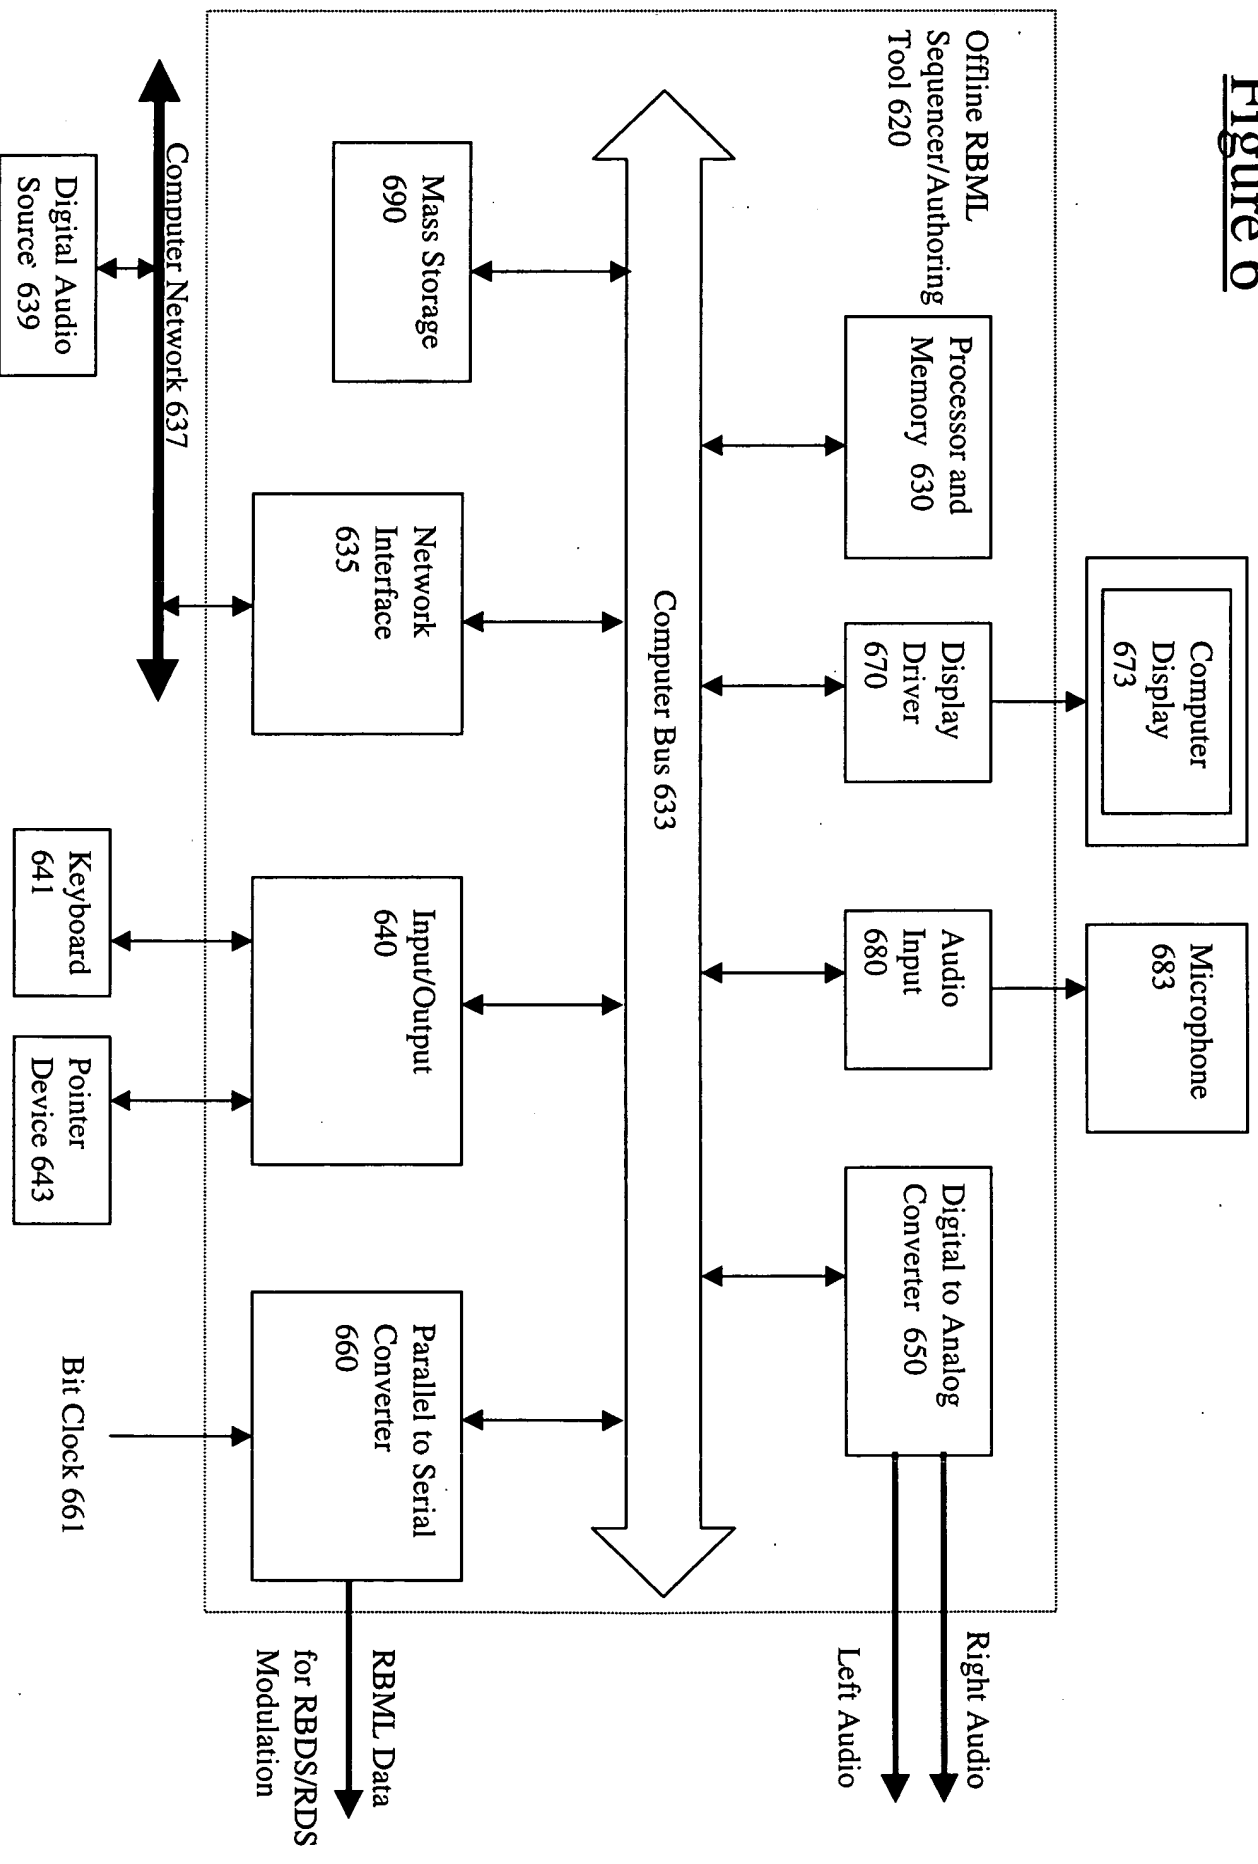 Figure 6
Offline RBML
Sequencer/Authoring
Tool 620
Computer
Display
673
Microphone
683
Processor and
Memory 630
Display
Driver
670
Audio
Input
680
Digital to Analog
Converter 650
Right Audio
Left Audio
Computer Bus 633
Mass Storage
690
Network
Interface
635
Input/Output
640
Parallel to Serial
Converter
660
RBML Data
for RBDS/RDS
Modulation
Computer Network 637
Digital Audio
Source 639
Keyboard
641
Pointer
Device 643
Bit Clock 661